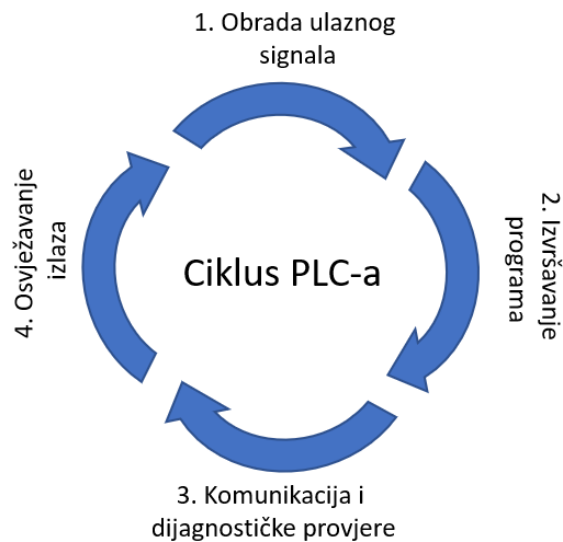 1. Obrada ulaznog
signala
2. Izvršavanje
programa
3. Komunikacija i
dijagnostičke provjere
4. Osvježavanje
izlaza
Ciklus PLC-a